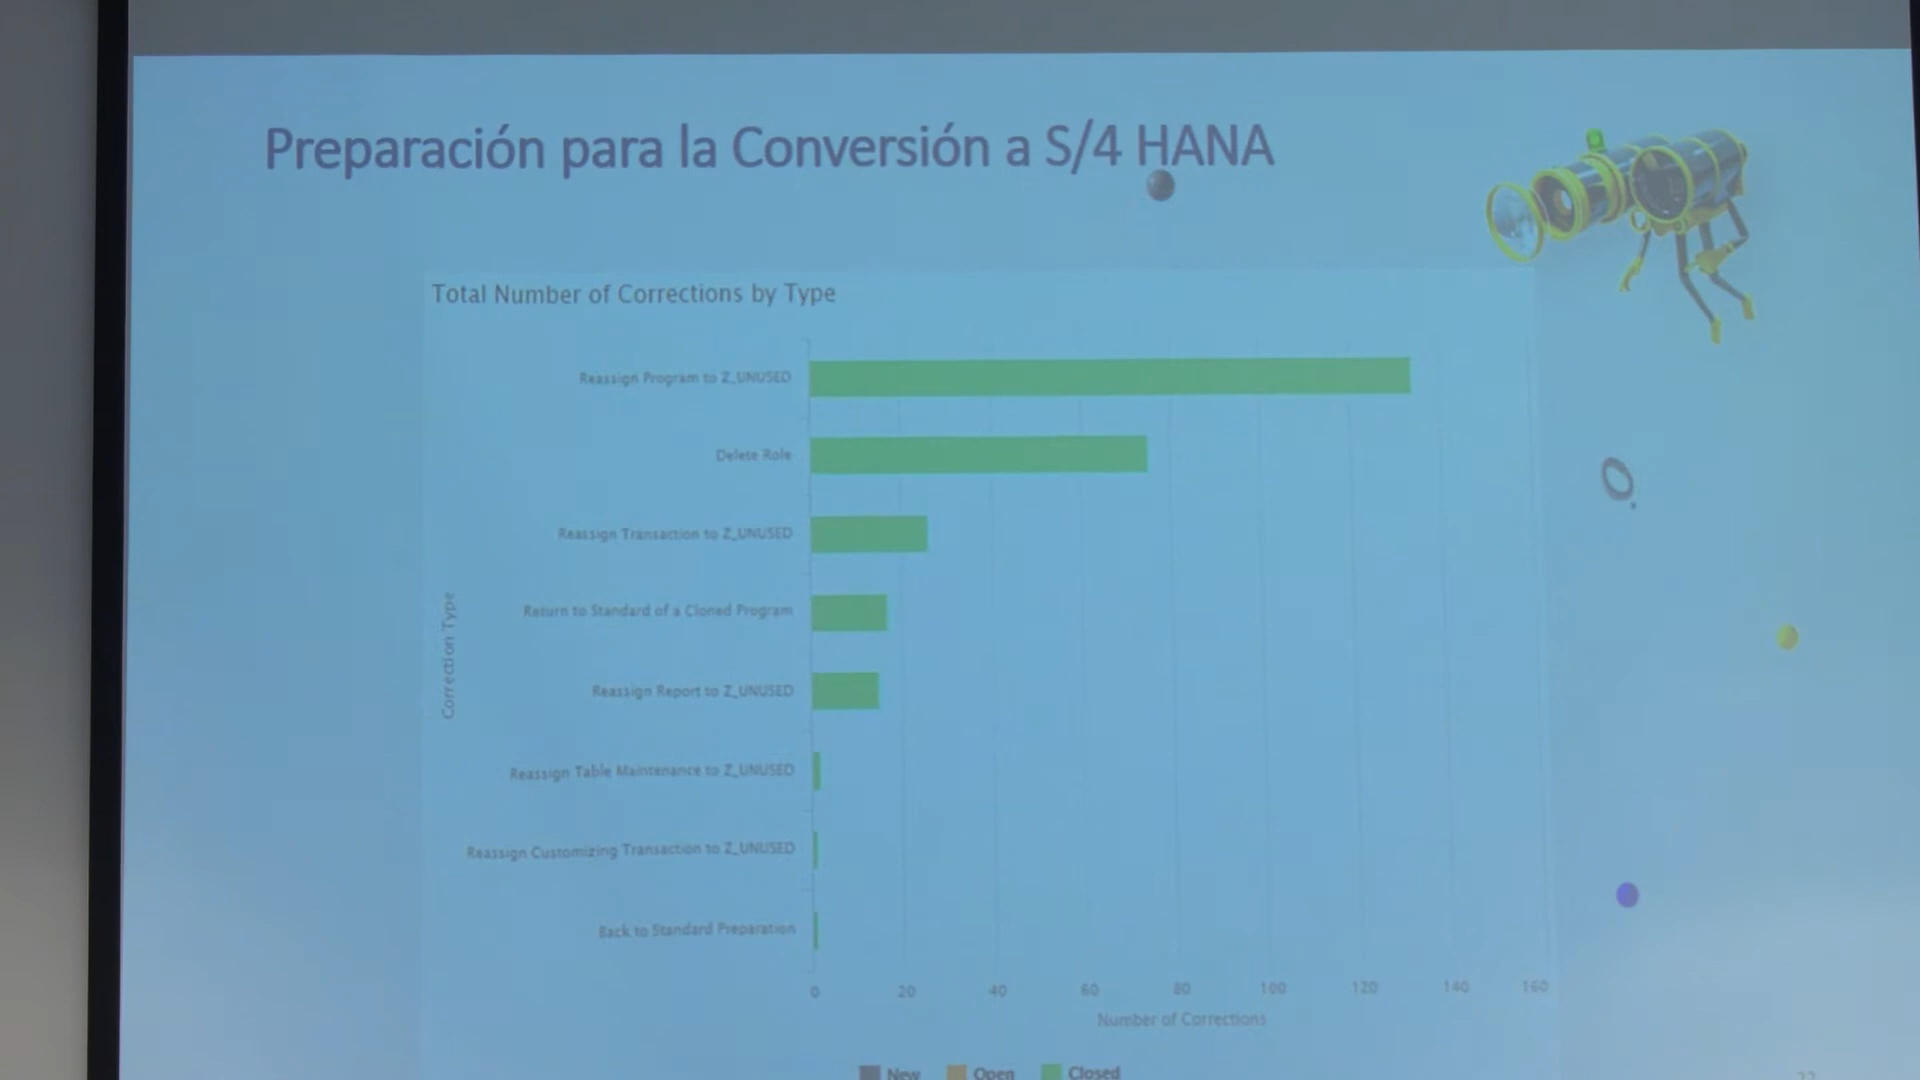 Preparación para la Conversión a S/4 HANA
Total Number of Corrections by Type
Correction Type
Reassign Program to Z_UNUSED
Delete Role
Reassign Transaction to Z_UNUSED
Return to Standard of a Cloned Program
Reassign Report to Z_UNUSED
Reassign Table Maintenance to Z_UNUSED
Reassign Customizing Transaction to Z_UNUSED
Back to Standard Preparation
0 20 40 60 80 100 120 140 160
Number of Corrections
New Open Closed